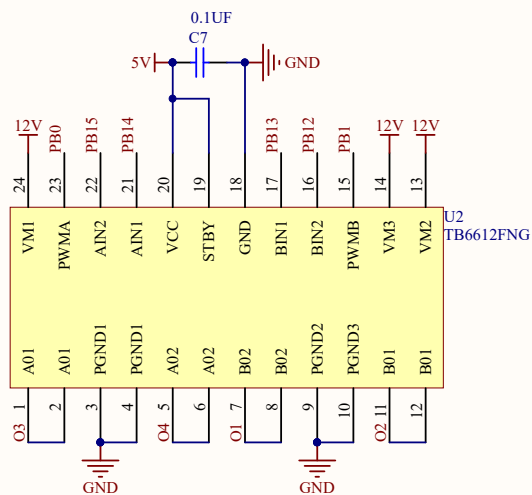 0.1UF
C7
5V
GND
12V
PB0
PB15
PB14
PB13
PB12
PB1
12V
12V
24
23
22
21
20
19
18
17
16
15
14
13
U2
TB6612FNG
VM1
PWMA
AIN2
AIN1
VCC
STBY
GND
BIN1
BIN2
PWMB
VM3
VM2
A01
A01
PGND1
PGND1
A02
A02
B02
B02
PGND2
PGND3
B01
B01
O3
1
2
3
4
O4
5
6
O1
7
8
9
10
O2
11
12
GND
GND